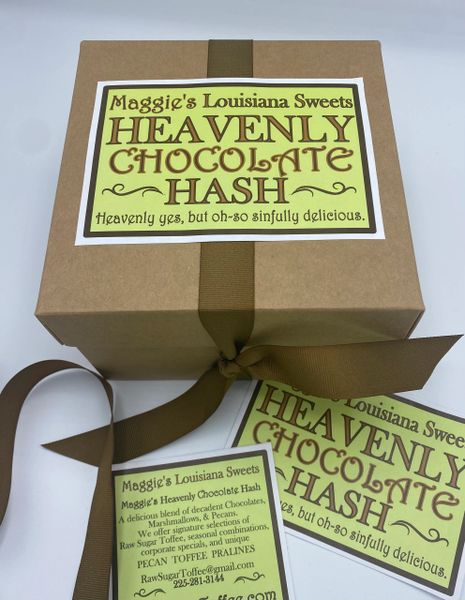 Maggie's Louisiana Sweets
HEAVENLY
CHOCOLATE
HASH
Heavenly yes, but oh-so sinfully delicious.
Louisiana Sweets
HEAVENLY
CHOCOLATE
HASH
yes, but oh-so sinfully delicious.
Maggie's Louisiana Sweets
Maggie's Heavenly Chocolate Hash
A delicious blend of decadent Chocolates,
Marshmallows, & Pecans.
We offer signature selections of
Raw Sugar Toffee, seasonal combinations,
corporate specials, and unique
PECAN TOFFEE PRALINES
RawSugarToffee@gmail.com
225-281-3144
Toffee.com